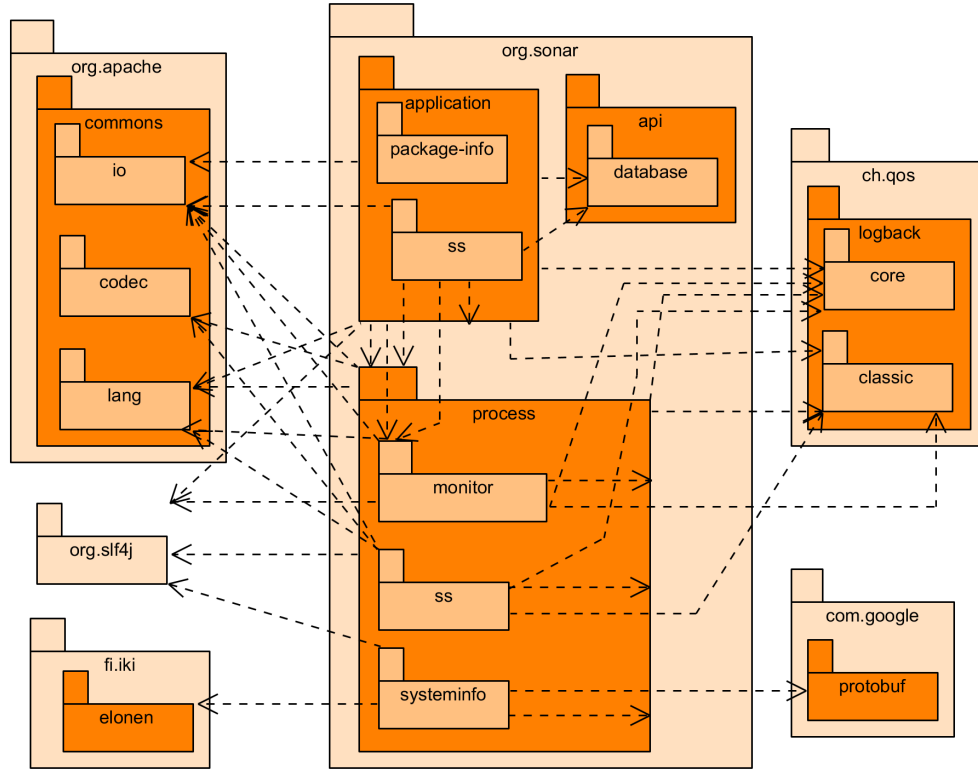 org.apache
commons
io
codec
lang
org.slf4j
fi.iki
elonen
org.sonar
application
package-info
ss
api
database
process
monitor
ss
systeminfo
ch.qos
logback
core
classic
com.google
protobuf